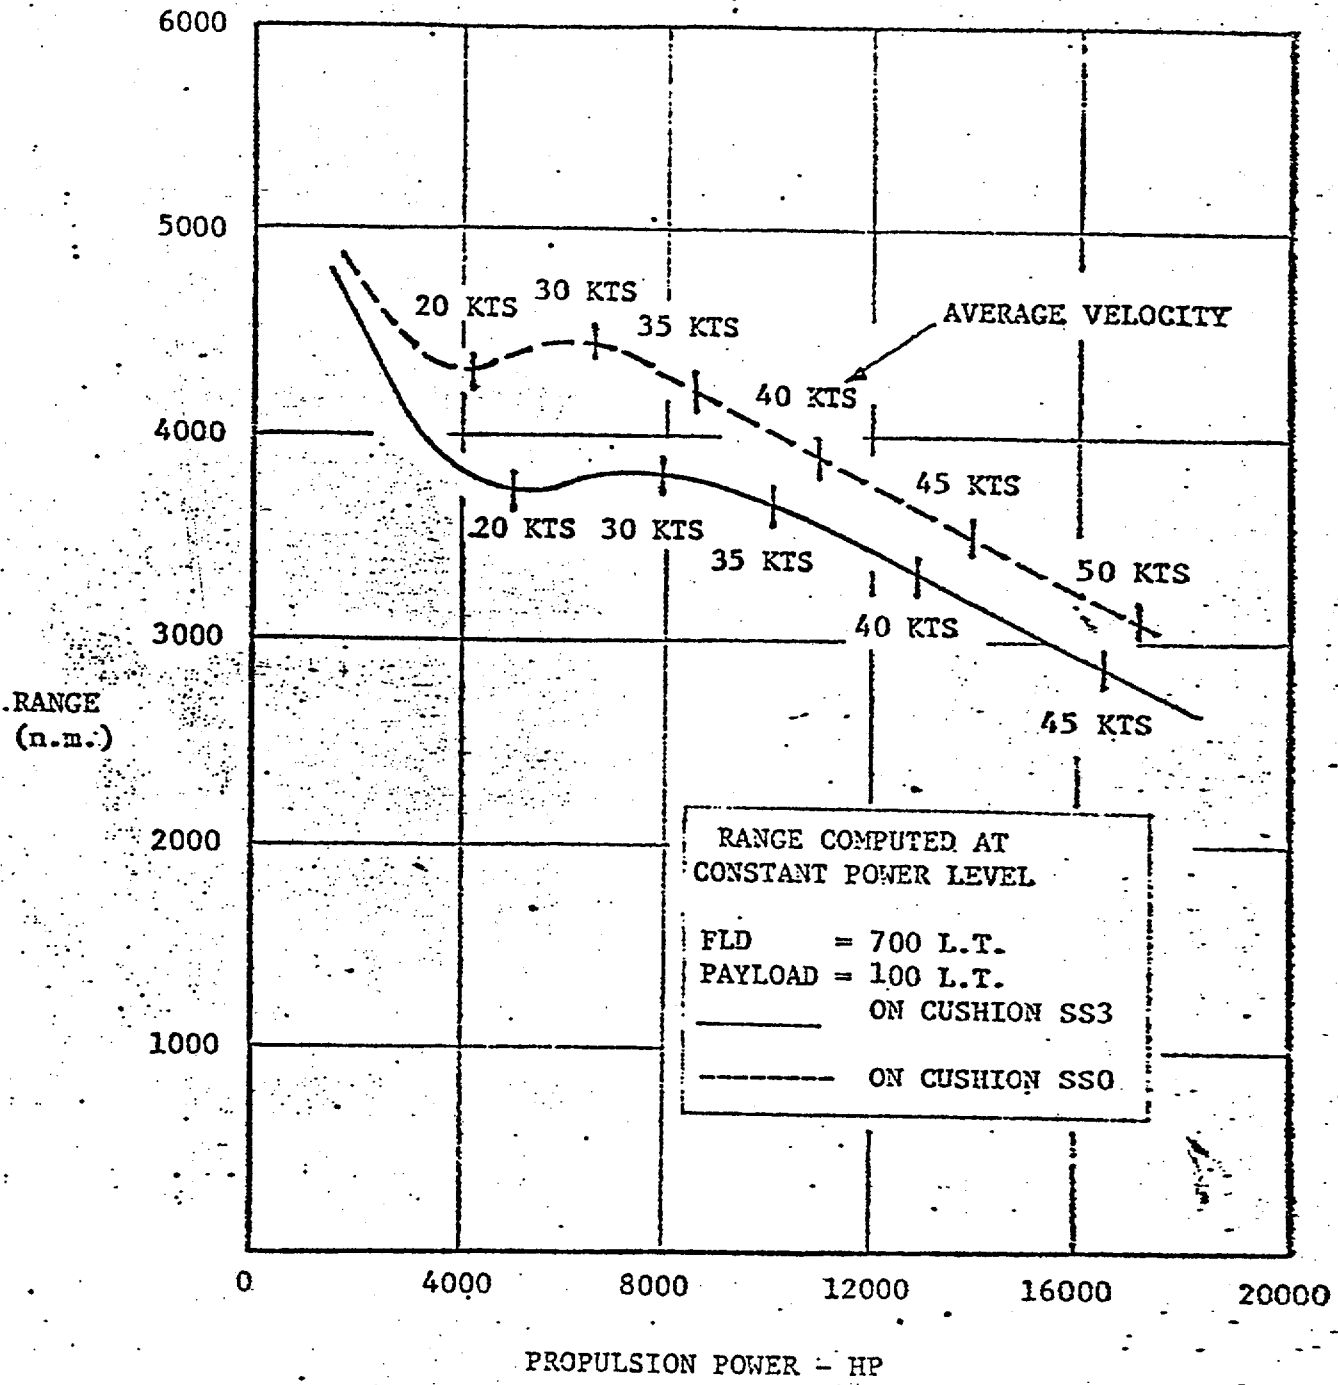 6000
5000
4000
3000
2000
1000
0
4000
8000
12000
16000
20000
RANGE
(n.m.)
PROPULSION POWER - HP
20 KTS
30 KTS
35 KTS
40 KTS
45 KTS
50 KTS
AVERAGE VELOCITY
20 KTS
30 KTS
35 KTS
40 KTS
45 KTS
RANGE COMPUTED AT
CONSTANT POWER LEVEL
FLD = 700 L.T.
PAYLOAD = 100 L.T.
ON CUSHION SS3
ON CUSHION SS0